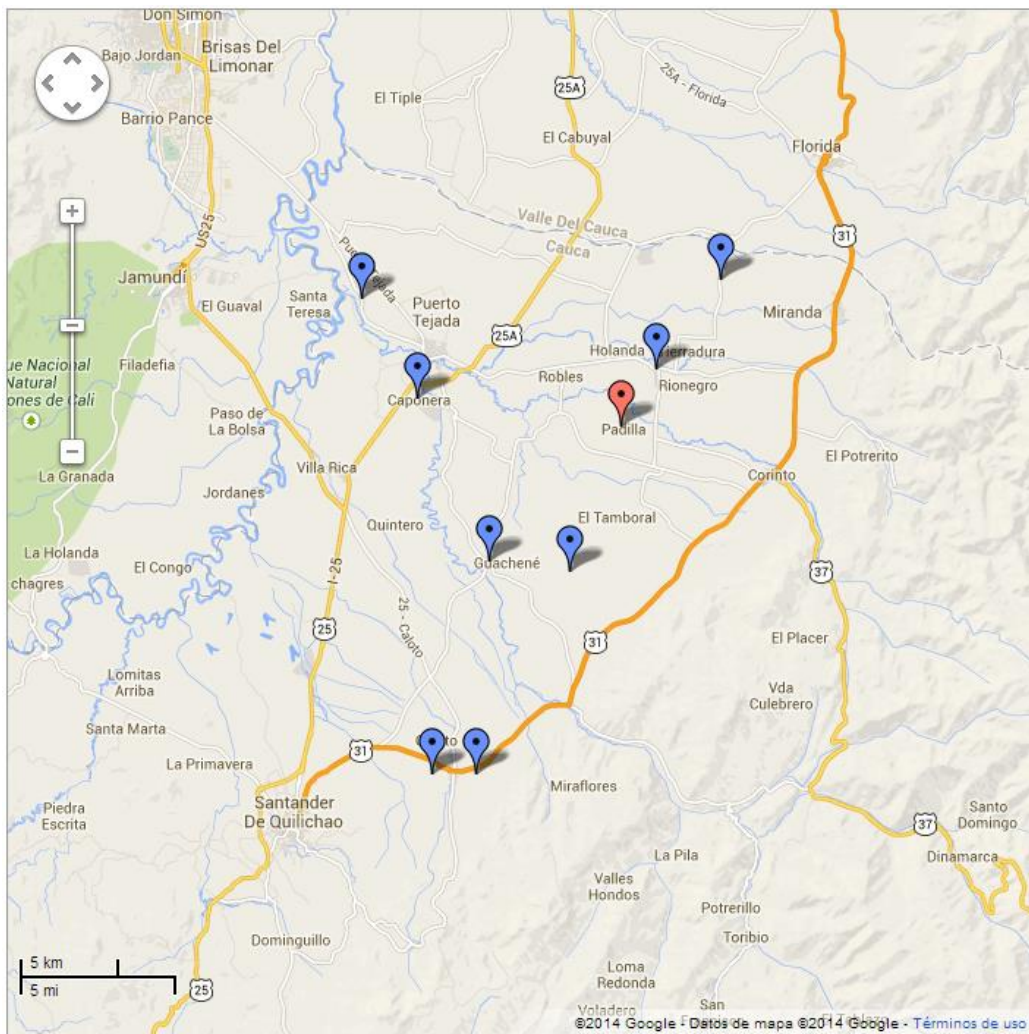 Don Simon
Brisas Del
Limonar
Bajo Jordan
25A
25A - Florida
El Tiple
Barrio Pance
El Cabuyal
Florida
US25
Valle Del Cauca
Cauca
31
Jamundí
Santa
Teresa
El Guaval
Puerto
Tejada
Miranda
25A
Filadefia
Holanda
Robles
Rionegro
ue Nacional
Natural
ones de Cali
Caponera
Paso de
La Bolsa
Padilla
El Potrerito
Villa Rica
Corinto
La Granada
Jordanes
Quintero
El Tamboral
La Holanda
chagres
El Congo
I-25
Guachené
37
25 - Caloto
25
31
El Placer
Lomitas
Arriba
Vda
Culebrero
Santa Marta
31
La Primavera
Miraflores
Santander
De Quilichao
Piedra
Escrita
Santo
Domingo
37
La Pila
Dinamarca
Valles
Hondos
Potrerillo
Toribio
Dominguillo
5 km
5 mi
25
Loma
Redonda
Voladero
San
©2014 Google - Datos de mapa ©2014 Google - Términos de uso